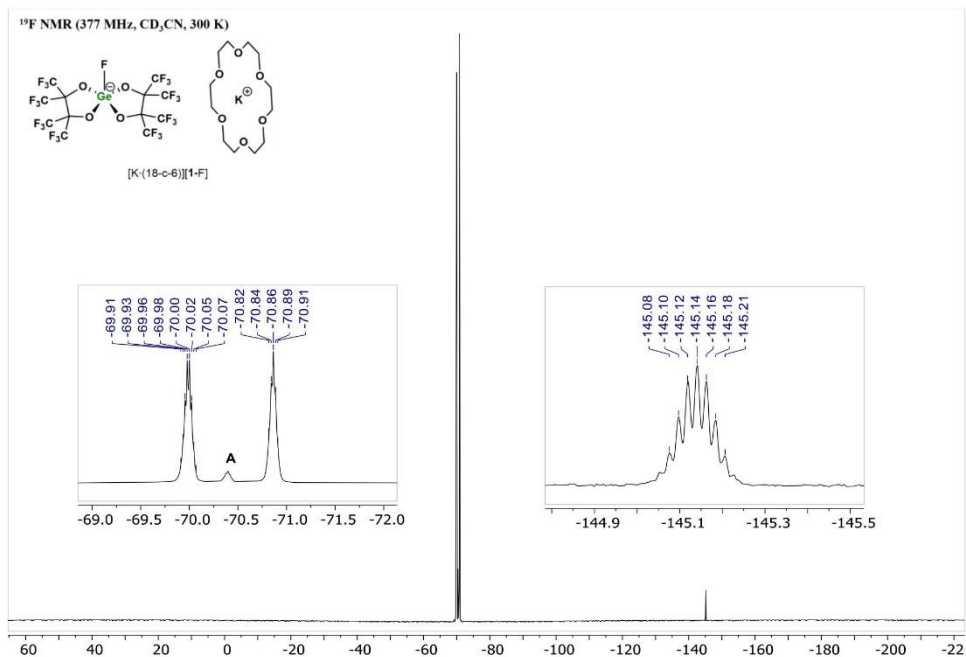 ¹⁹F NMR (377 MHz, CD₃CN, 300 K)
F
F₃C CF₃
F₃C O O CF₃
Ge ⊖
F₃C O O CF₃
F₃C CF₃
O
O O
K ⊕
O O
O
[K·(18-c-6)][1-F]
-69.91
-69.93
-69.96
-69.98
-70.00
-70.02
-70.05
-70.07
-70.82
-70.84
-70.86
-70.89
-70.91
A
-69.0 -69.5 -70.0 -70.5 -71.0 -71.5 -72.0
-145.08
-145.10
-145.12
-145.14
-145.16
-145.18
-145.21
-144.9 -145.1 -145.3 -145.5
60 40 20 0 -20 -40 -60 -80 -100 -120 -140 -160 -180 -200 -22